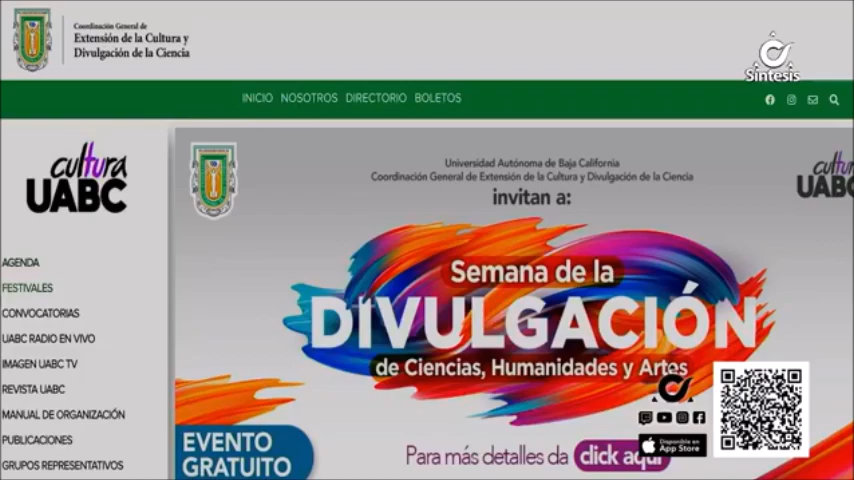 Coordinación General de
Extensión de la Cultura y
Divulgación de la Ciencia
Síntesis
INICIO NOSOTROS DIRECTORIO BOLETOS
cultura
UABC
AGENDA
FESTIVALES
CONVOCATORIAS
UABC RADIO EN VIVO
IMAGEN UABC TV
REVISTA UABC
MANUAL DE ORGANIZACIÓN
PUBLICACIONES
GRUPOS REPRESENTATIVOS
Universidad Autónoma de Baja California
Coordinación General de Extensión de la Cultura y Divulgación de la Ciencia
invitan a:
Semana de la
DIVULGACIÓN
de Ciencias, Humanidades y Artes
EVENTO
GRATUITO
Para más detalles da click aquí
Disponible en
App Store